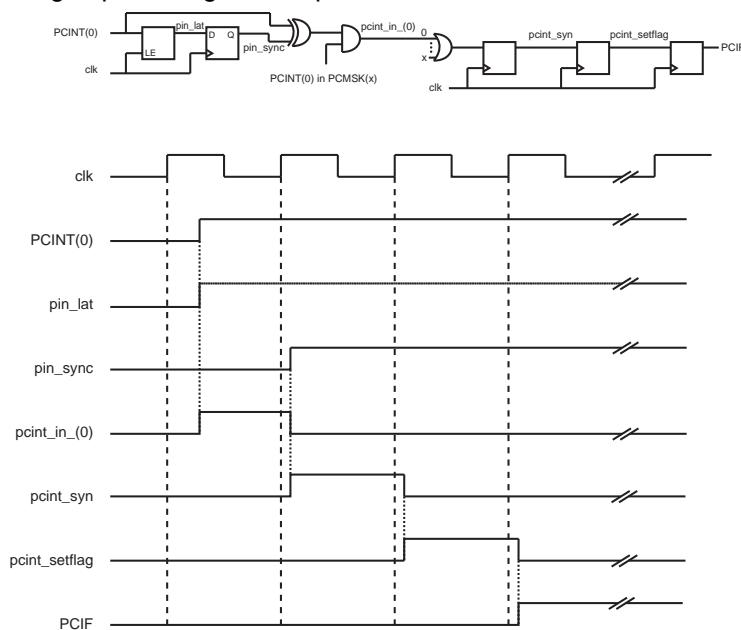 PCINT(0)
pin_lat
D Q
LE
pin_sync
clk
PCINT(0) in PCMSK(x)
pcint_in_(0)
0
x
pcint_syn
pcint_setflag
PCIF
clk
clk
PCINT(0)
pin_lat
pin_sync
pcint_in_(0)
pcint_syn
pcint_setflag
PCIF